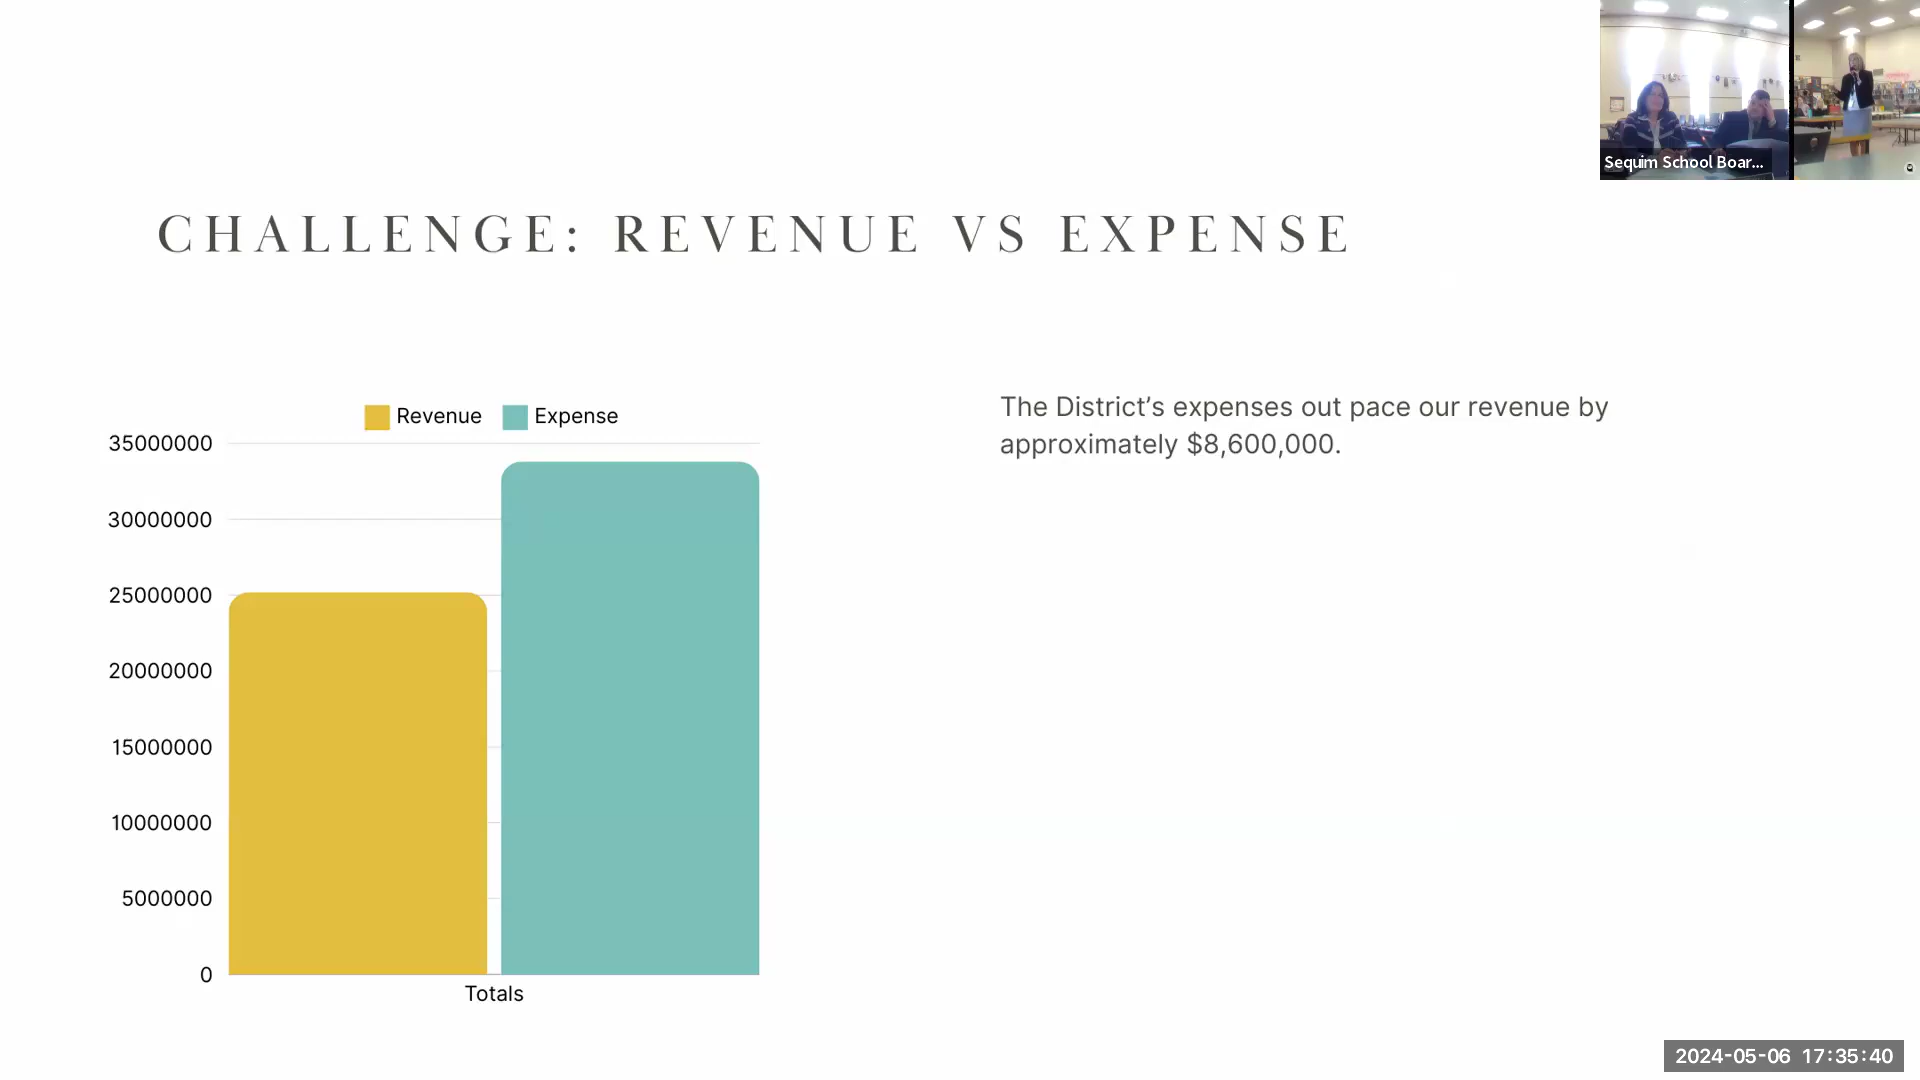 Sequim School Boar...
CHALLENGE: REVENUE VS EXPENSE
Revenue Expense
35000000
30000000
25000000
20000000
15000000
10000000
5000000
0
Totals
The District’s expenses out pace our revenue by
approximately $8,600,000.
2024-05-06 17:35:40